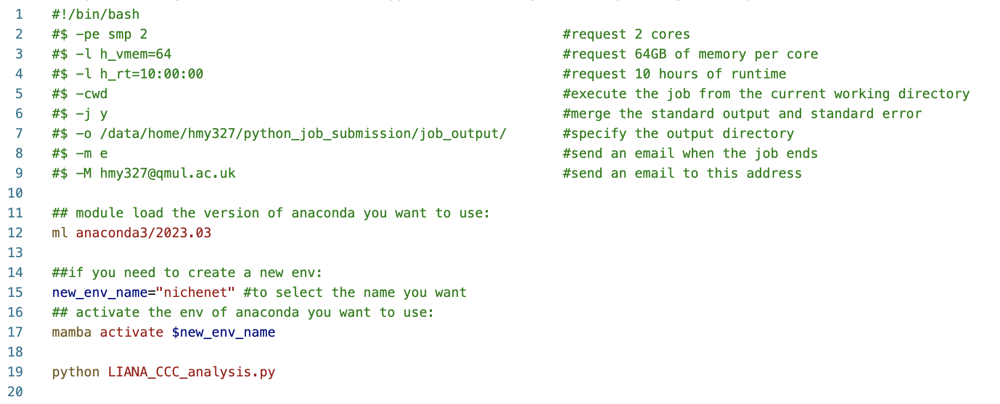 1 #!/bin/bash
2 #$ -pe smp 2 #request 2 cores
3 #$ -l h_vmem=64 #request 64GB of memory per core
4 #$ -l h_rt=10:00:00 #request 10 hours of runtime
5 #$ -cwd #execute the job from the current working directory
6 #$ -j y #merge the standard output and standard error
7 #$ -o /data/home/hmy327/python_job_submission/job_output/ #specify the output directory
8 #$ -m e #send an email when the job ends
9 #$ -M hmy327@qmul.ac.uk #send an email to this address
10
11 ## module load the version of anaconda you want to use:
12 ml anaconda3/2023.03
13
14 ##if you need to create a new env:
15 new_env_name="nichenet" #to select the name you want
16 ## activate the env of anaconda you want to use:
17 mamba activate $new_env_name
18
19 python LIANA_CCC_analysis.py
20